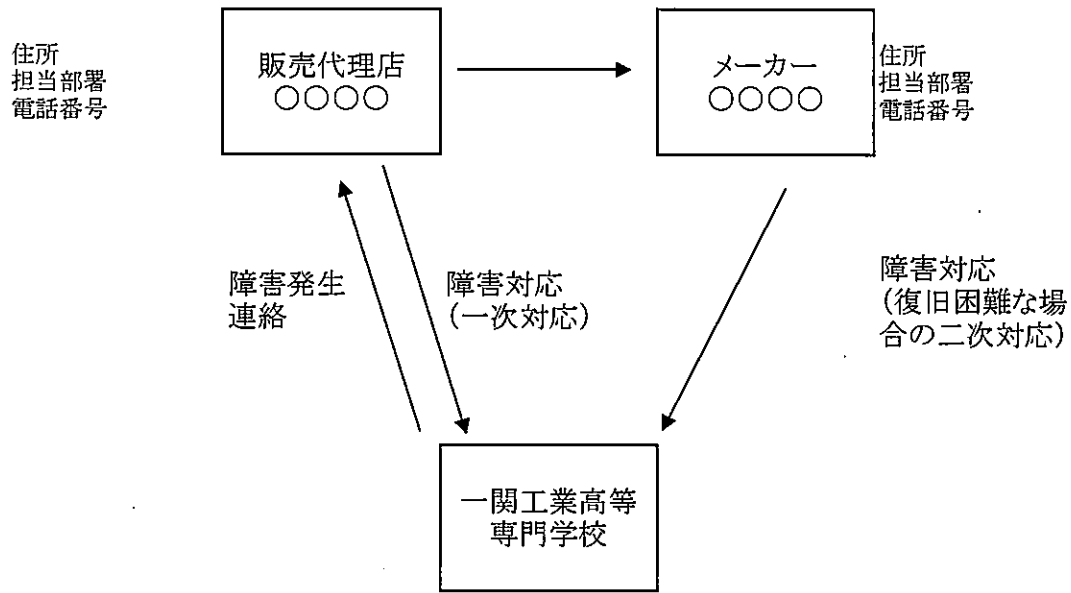 住所
担当部署
電話番号
販売代理店
○○○○
メーカー
○○○○
住所
担当部署
電話番号
障害発生
連絡
障害対応
(一次対応)
障害対応
(復旧困難な場
合の二次対応)
一関工業高等
専門学校